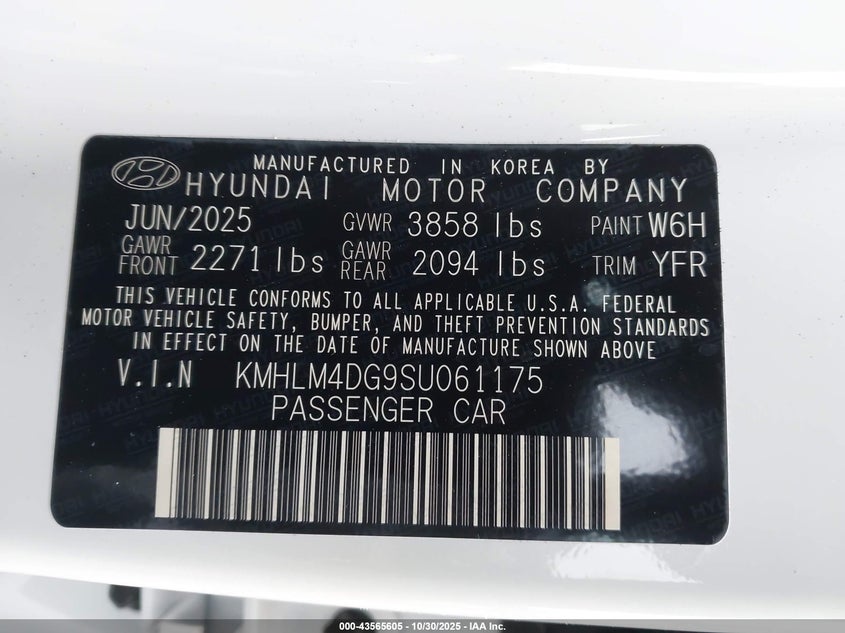 MANUFACTURED IN KOREA BY
HYUNDAI MOTOR COMPANY
JUN/2025 GVWR 3858 lbs PAINT W6H
GAWR FRONT 2271 lbs GAWR REAR 2094 lbs TRIM YFR
THIS VEHICLE CONFORMS TO ALL APPLICABLE U.S.A. FEDERAL
MOTOR VEHICLE SAFETY, BUMPER, AND THEFT PREVENTION STANDARDS
IN EFFECT ON THE DATE OF MANUFACTURE SHOWN ABOVE
V.I.N KMHLM4DG9SU061175
PASSENGER CAR
000-43565605 - 10/30/2025 - IAA Inc.